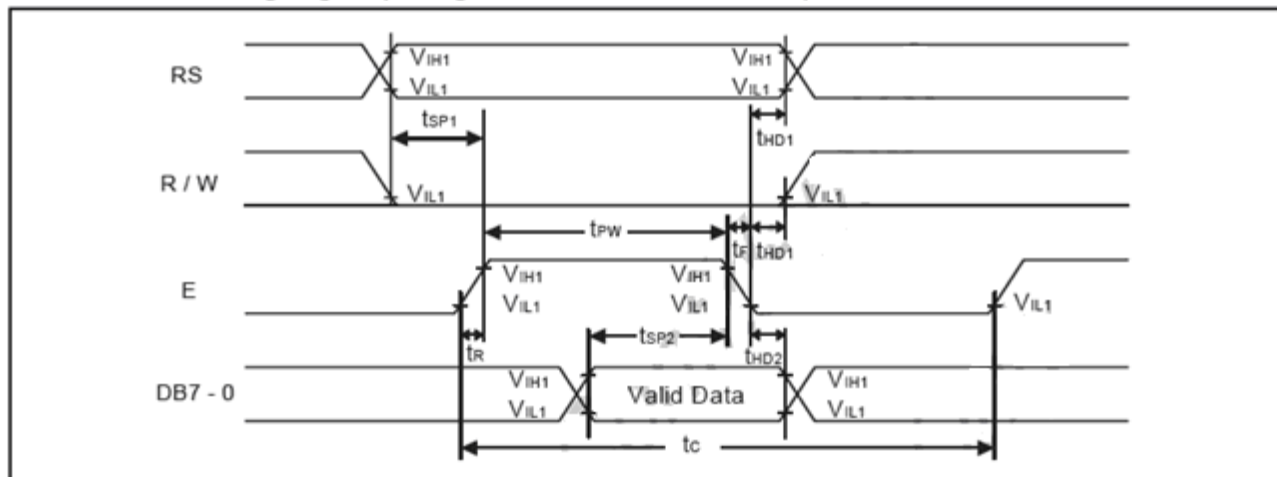 RS
VIH1 VIH1
VIL1 VIL1
tSP1 tHD1
R / W
VIL1 VIL1
tPW tF tHD1
E
VIH1 VIH1
VIL1 VIL1 VIL1
tR tSP2 tHD2
DB7 - 0
VIH1 Valid Data VIH1
VIL1 VIL1
tC